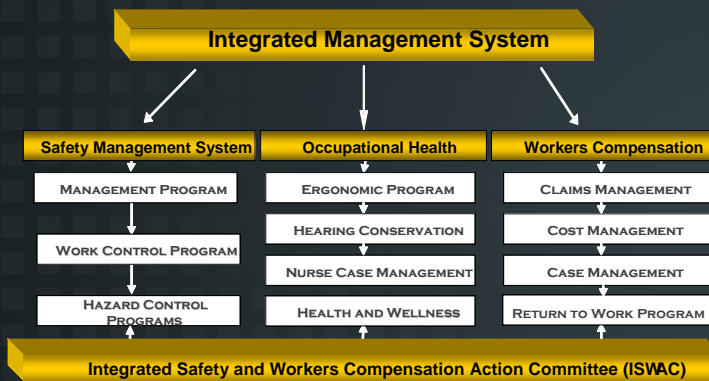 Integrated Management System
Safety Management System
Management Program
Work Control Program
Hazard Control
Programs
Occupational Health
Ergonomic Program
Hearing Conservation
Nurse Case Management
Health and Wellness
Workers Compensation
Claims Management
Cost Management
Case Management
Return to Work Program
Integrated Safety and Workers Compensation Action Committee (ISWAC)